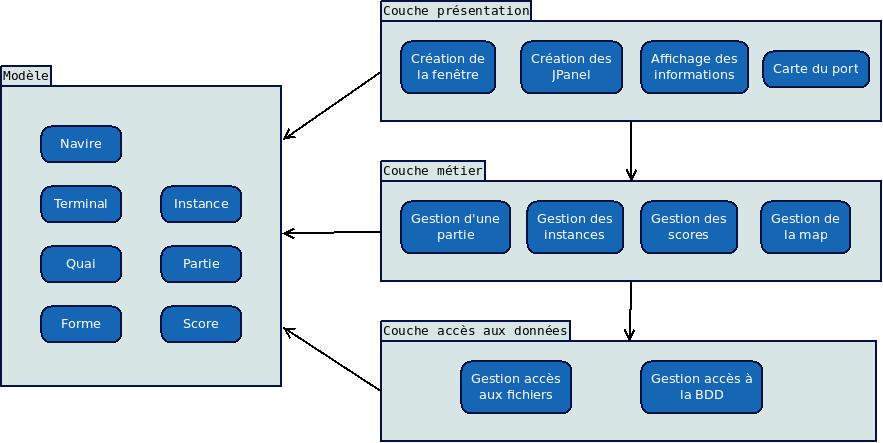 Modèle
Navire
Terminal
Instance
Quai
Partie
Forme
Score
Couche présentation
Création de
la fenêtre
Création des
JPanel
Affichage des
informations
Carte du port
Couche métier
Gestion d'une
partie
Gestion des
instances
Gestion des
scores
Gestion de
la map
Couche accès aux données
Gestion accès
aux fichiers
Gestion accès à
la BDD